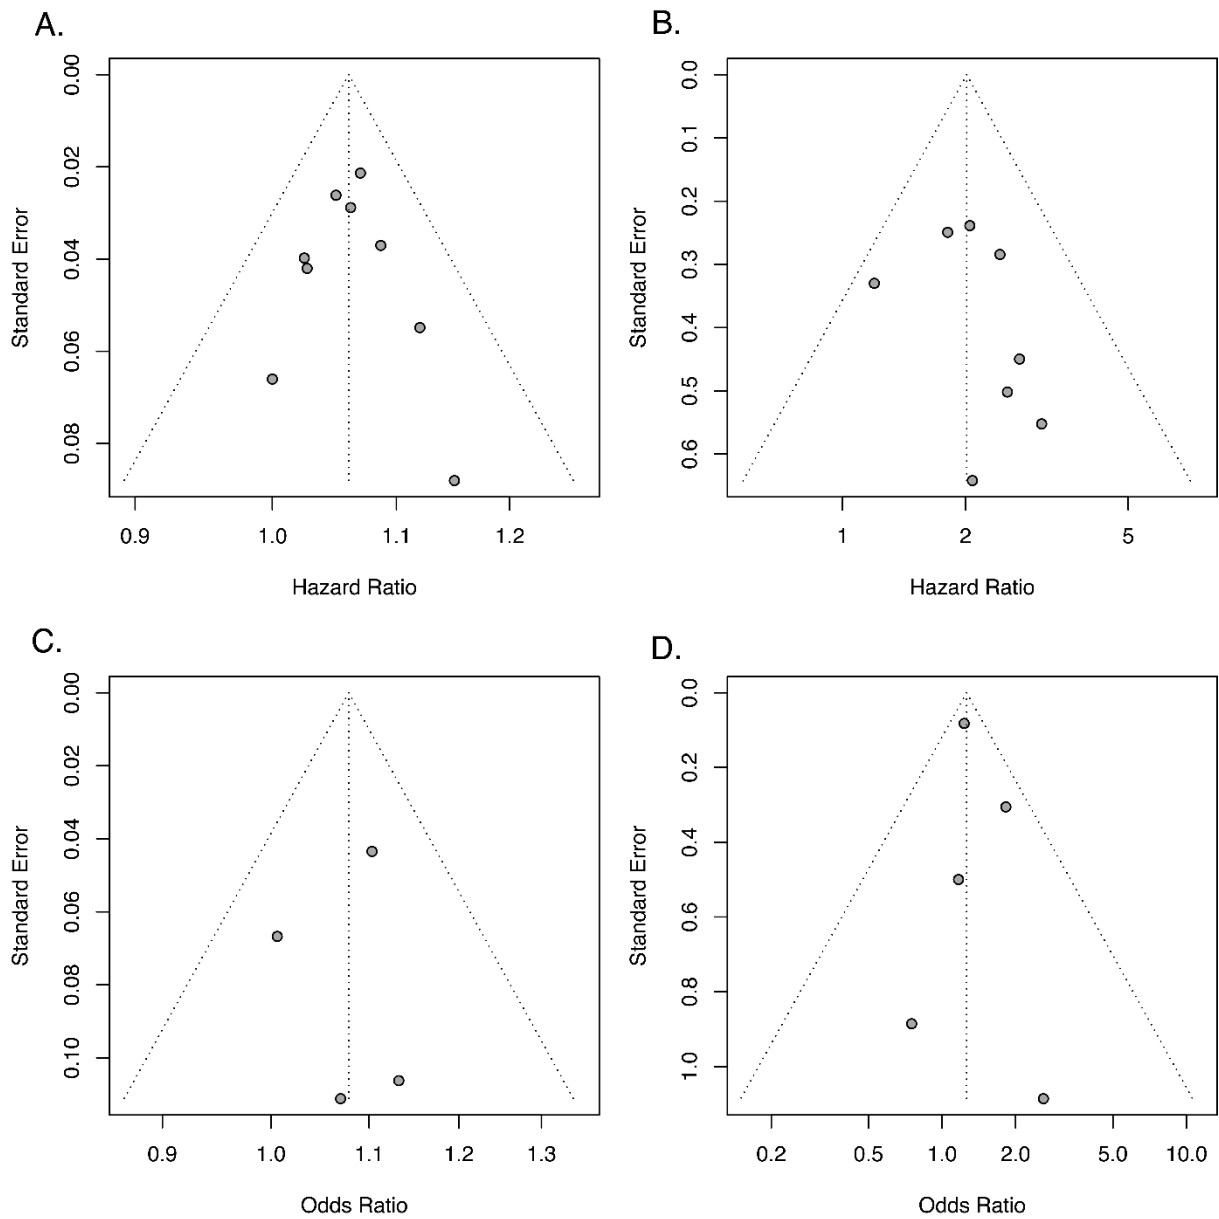 A.
Standard Error
0.00
0.02
0.04
0.06
0.08
0.9 1.0 1.1 1.2
Hazard Ratio
B.
Standard Error
0.0
0.1
0.2
0.3
0.4
0.5
0.6
1 2 5
Hazard Ratio
C.
Standard Error
0.00
0.02
0.04
0.06
0.08
0.10
0.9 1.0 1.1 1.2 1.3
Odds Ratio
D.
Standard Error
0.0
0.2
0.4
0.6
0.8
1.0
0.2 0.5 1.0 2.0 5.0 10.0
Odds Ratio